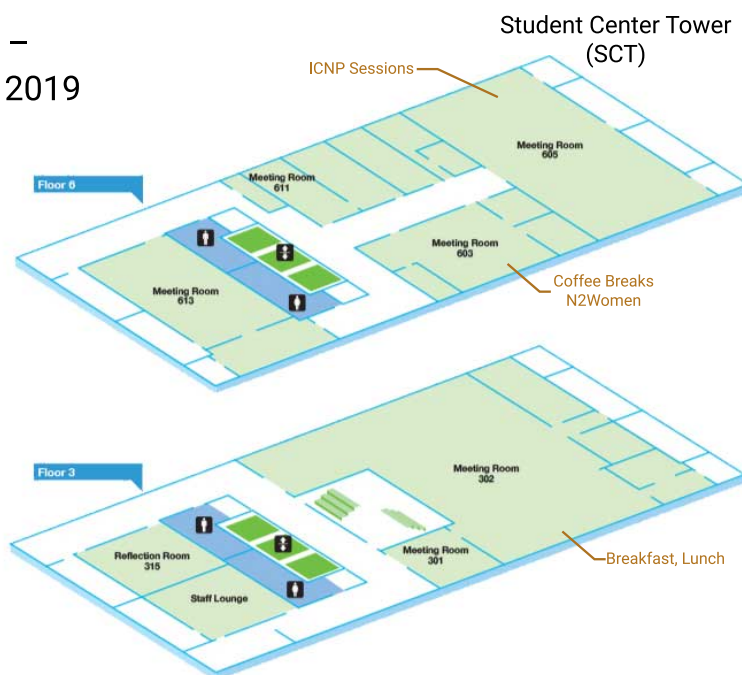 –
2019
Student Center Tower
(SCT)
ICNP Sessions
Meeting Room
605
Meeting Room
611
Floor 6
Meeting Room
603
Meeting Room
613
Coffee Breaks
N2Women
Floor 3
Meeting Room
302
Meeting Room
301
Reflection Room
315
Breakfast, Lunch
Staff Lounge